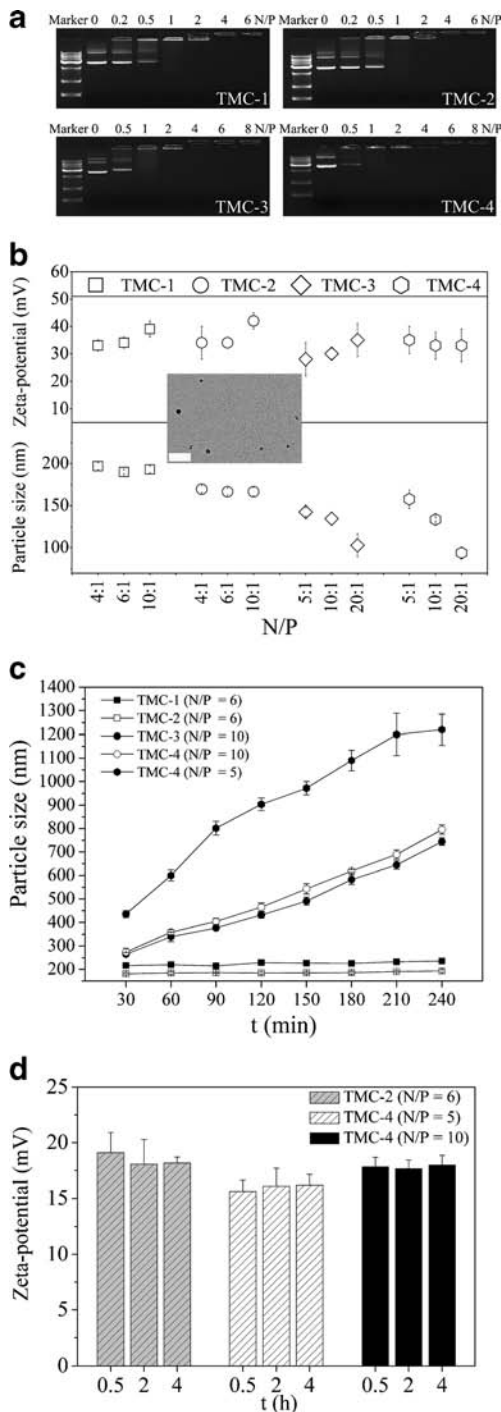 a
Marker 0 0.2 0.5 1 2 4 6 N/P
TMC-1
Marker 0 0.2 0.5 1 2 4 6 N/P
TMC-2
Marker 0 0.5 1 2 4 6 8 N/P
TMC-3
Marker 0 0.5 1 2 4 6 8 N/P
TMC-4
b
TMC-1 TMC-2 TMC-3 TMC-4
Zeta-potential (mV)
60
50
40
30
20
10
Particle size (nm)
200
150
100
4:1 6:1 10:1 4:1 6:1 10:1 5:1 10:1 20:1 5:1 10:1 20:1
N/P
c
TMC-1 (N/P = 6)
TMC-2 (N/P = 6)
TMC-3 (N/P = 10)
TMC-4 (N/P = 10)
TMC-4 (N/P = 5)
Particle size (nm)
1400
1300
1200
1100
1000
900
800
700
600
500
400
300
200
30 60 90 120 150 180 210 240
t (min)
d
TMC-2 (N/P = 6)
TMC-4 (N/P = 5)
TMC-4 (N/P = 10)
Zeta-potential (mV)
25
20
15
10
5
0
0.5 2 4 0.5 2 4 0.5 2 4
t (h)